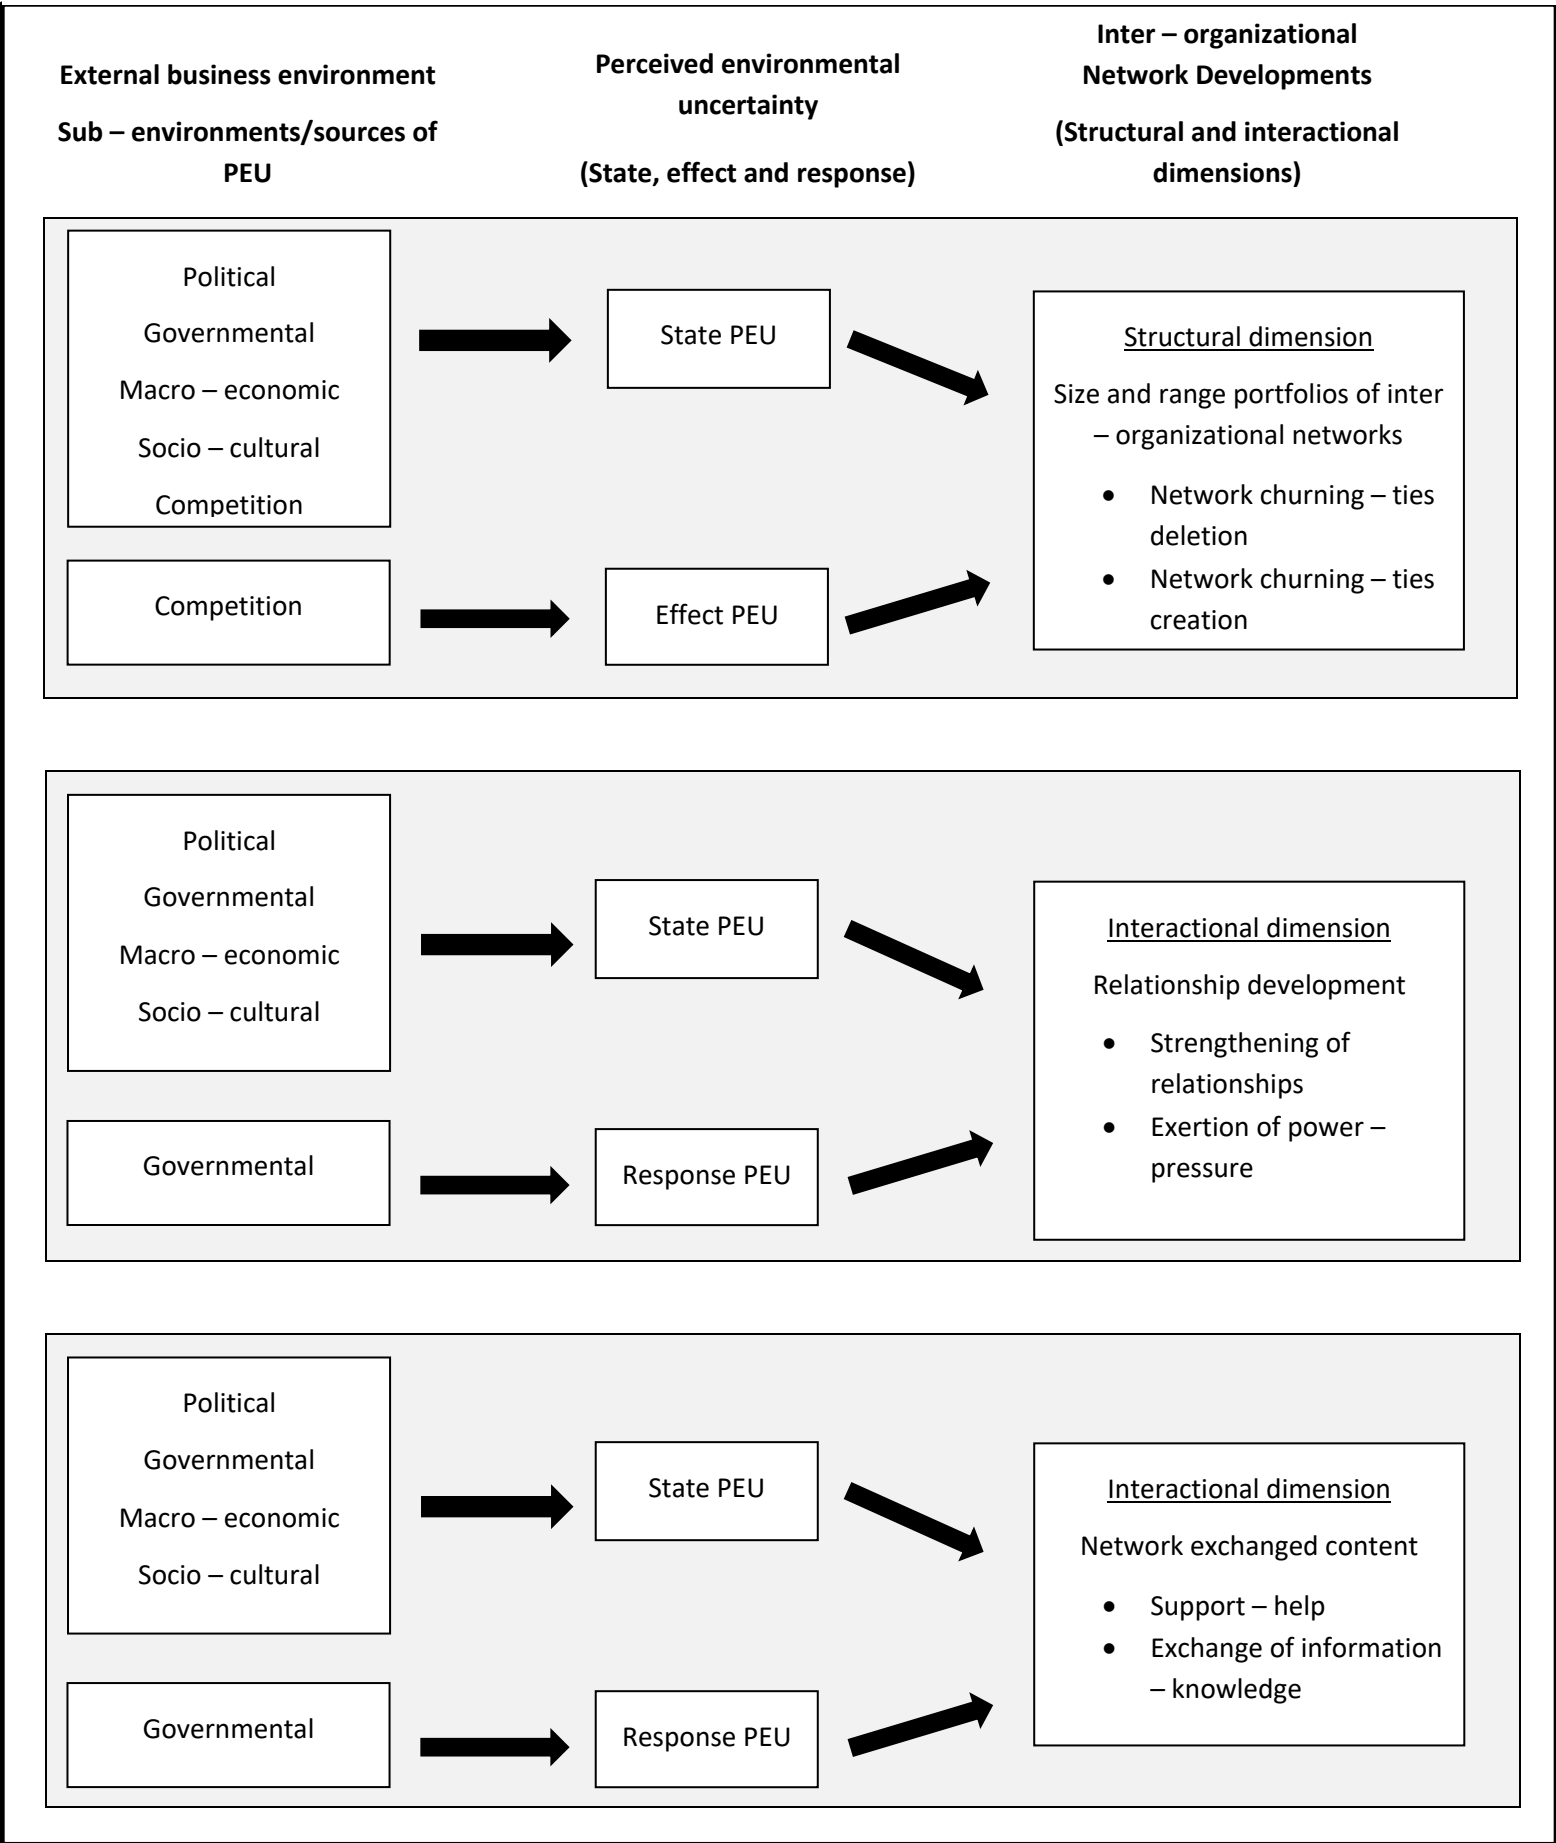 External business environment
Sub – environments/sources of
PEU
Perceived environmental
uncertainty
(State, effect and response)
Inter – organizational
Network Developments
(Structural and interactional
dimensions)
Political
Governmental
Macro – economic
Socio – cultural
Competition
State PEU
Competition
Effect PEU
Structural dimension
Size and range portfolios of inter
– organizational networks
• Network churning – ties
deletion
• Network churning – ties
creation
Political
Governmental
Macro – economic
Socio – cultural
State PEU
Governmental
Response PEU
Interactional dimension
Relationship development
• Strengthening of
relationships
• Exertion of power –
pressure
Political
Governmental
Macro – economic
Socio – cultural
State PEU
Governmental
Response PEU
Interactional dimension
Network exchanged content
• Support – help
• Exchange of information
– knowledge